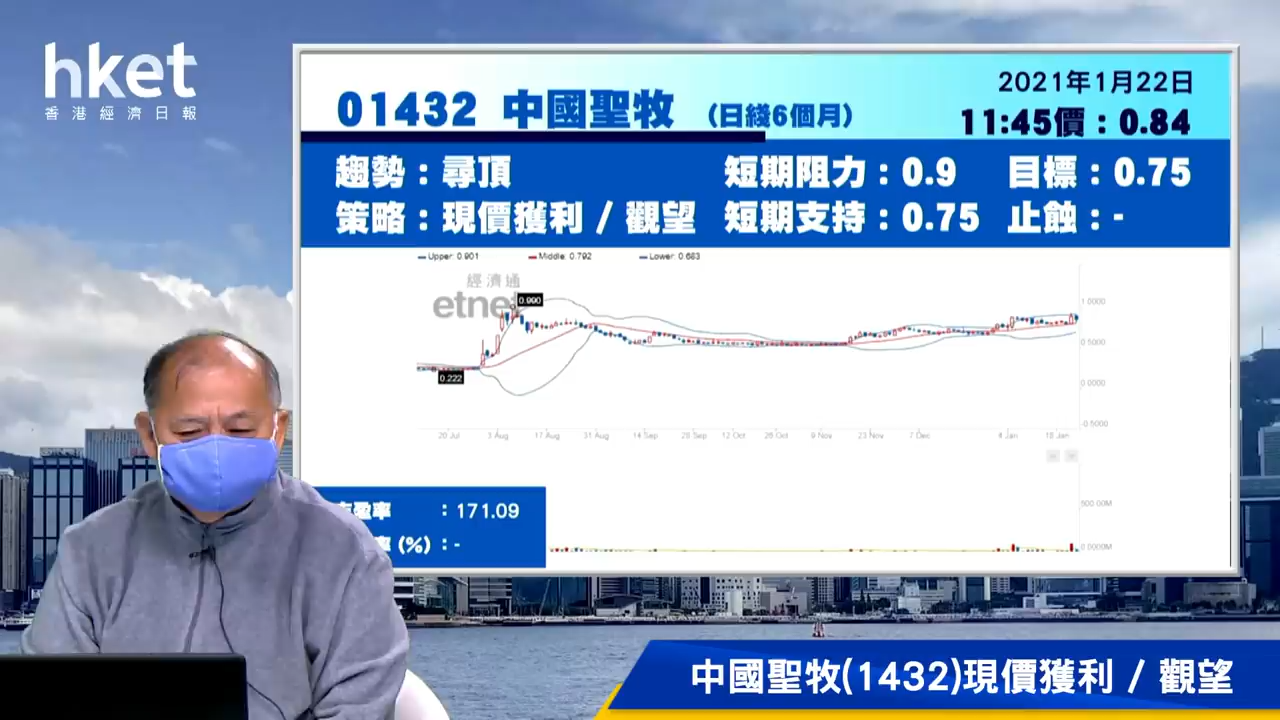 hket
香港經濟日報
2021年1月22日
01432 中國聖牧 (日綫6個月)
11:45價：0.84
趨勢：尋頂 短期阻力：0.9 目標：0.75
策略：現價獲利 / 觀望 短期支持：0.75 止蝕：-
Upper: 0.901 Middle: 0.792 Lower: 0.683
經濟通
etnet
0.990
0.222
1.0000
0.5000
0.0000
-0.5000
20 Jul 3 Aug 17 Aug 31 Aug 14 Sep 28 Sep 12 Oct 26 Oct 9 Nov 23 Nov 7 Dec 4 Jan 18 Jan
500.00M
0.0000M
盈率 ：171.09
率 (%)：-
中國聖牧(1432)現價獲利 / 觀望